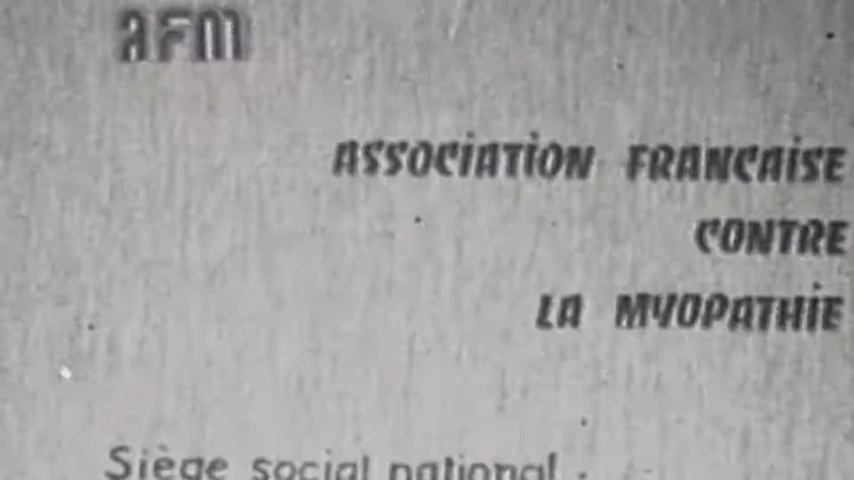 AFM
ASSOCIATION FRANCAISE
CONTRE
LA MYOPATHIE
Siège social national :